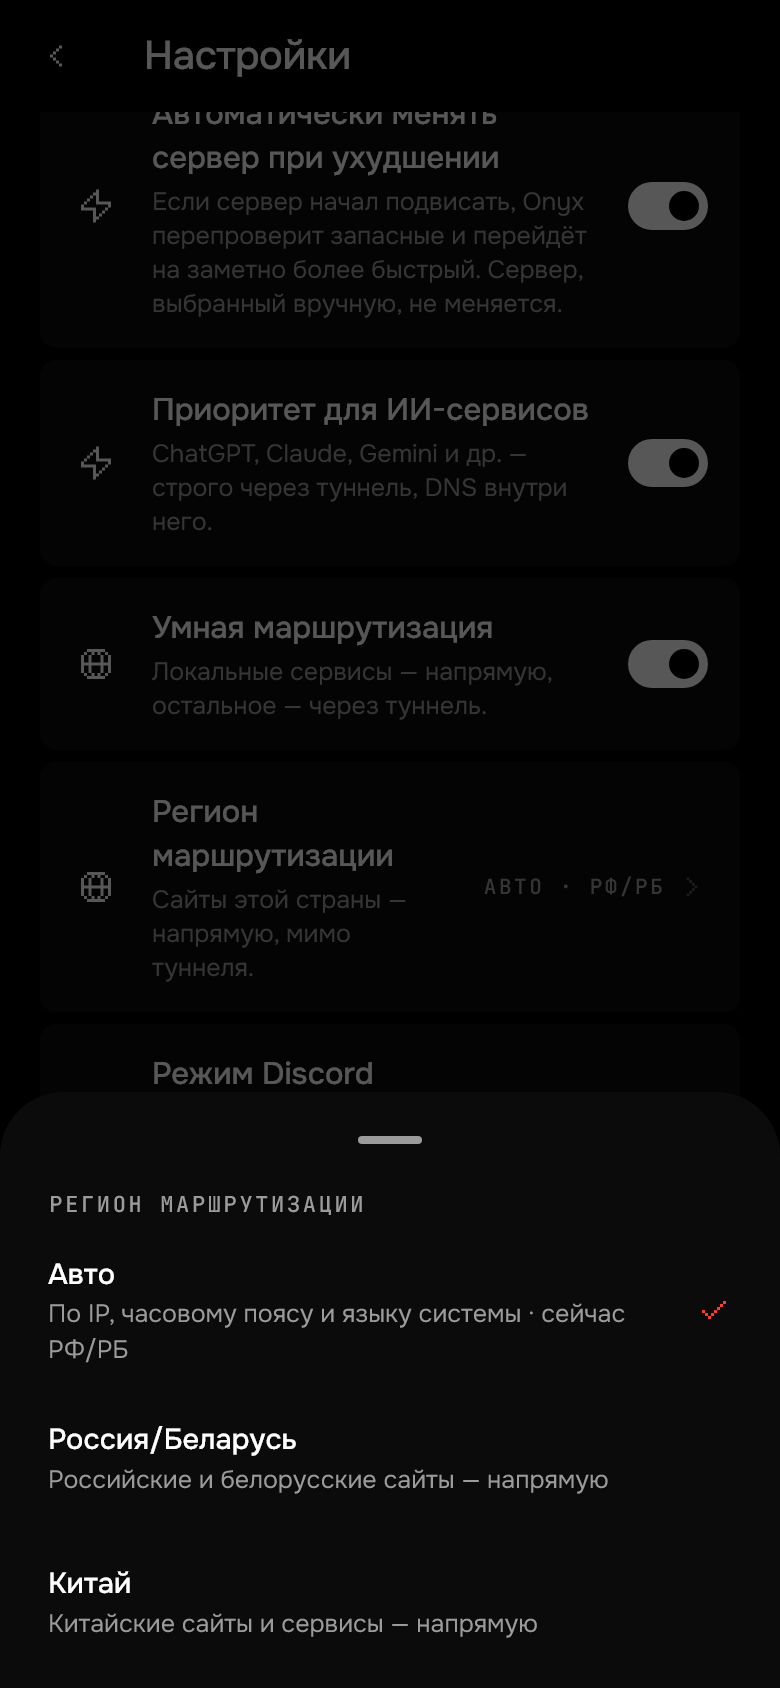 Настройки
Автоматически менять
сервер при ухудшении
Если сервер начал подвисать, Onyx
перепроверит запасные и перейдёт
на заметно более быстрый. Сервер,
выбранный вручную, не меняется.
Приоритет для ИИ-сервисов
ChatGPT, Claude, Gemini и др. —
строго через туннель, DNS внутри
него.
Умная маршрутизация
Локальные сервисы — напрямую,
остальное — через туннель.
Регион
маршрутизации
Сайты этой страны —
напрямую, мимо
туннеля.
АВТО · РФ/РБ
Режим Discord
РЕГИОН МАРШРУТИЗАЦИИ
Авто
По IP, часовому поясу и языку системы · сейчас
РФ/РБ
Россия/Беларусь
Российские и белорусские сайты — напрямую
Китай
Китайские сайты и сервисы — напрямую